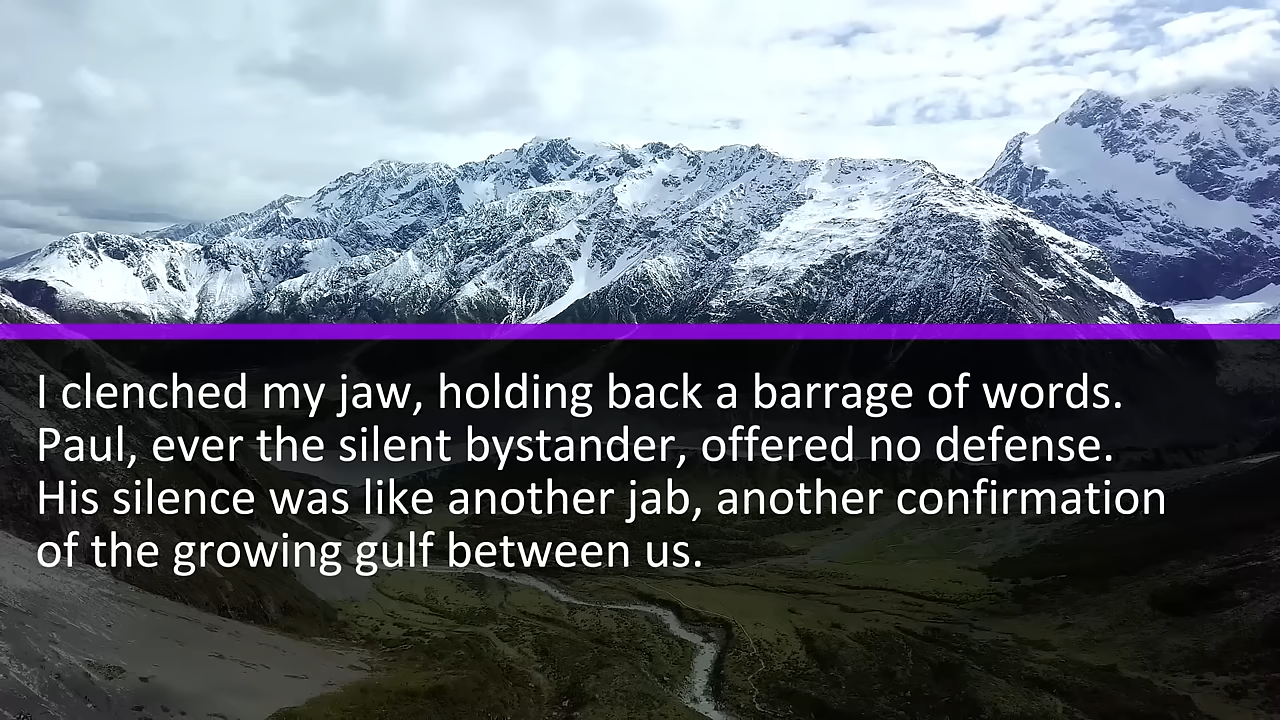 I clenched my jaw, holding back a barrage of words.
Paul, ever the silent bystander, offered no defense.
His silence was like another jab, another confirmation
of the growing gulf between us.